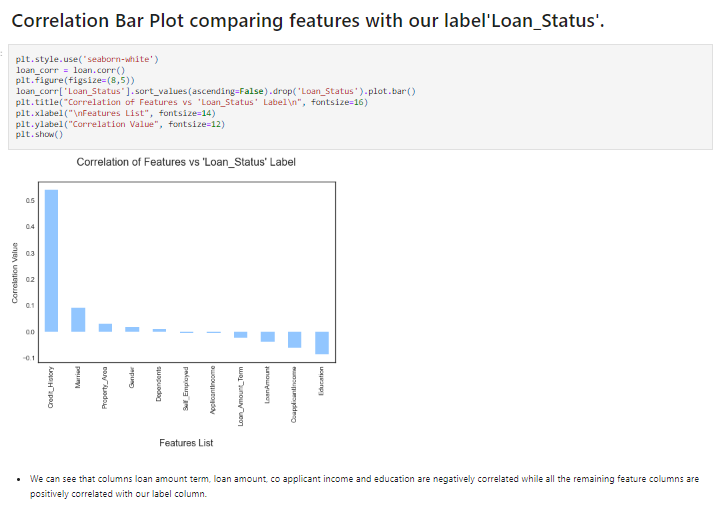 Correlation Bar Plot comparing features with our label'Loan_Status'.
plt.style.use('seaborn-white')
loan_corr = loan.corr()
plt.figure(figsize=(8,5))
loan_corr['Loan_Status'].sort_values(ascending=False).drop('Loan_Status').plot.bar()
plt.title("Correlation of Features vs 'Loan_Status' Label\n", fontsize=16)
plt.xlabel("\nFeatures List", fontsize=14)
plt.ylabel("Correlation Value", fontsize=12)
plt.show()
Correlation of Features vs 'Loan_Status' Label
Correlation Value
0.5
0.4
0.3
0.2
0.1
0.0
-0.1
Credit_History
Married
Property_Area
Gender
Dependents
Self_Employed
ApplicantIncome
Loan_Amount_Term
LoanAmount
CoapplicantIncome
Education
Features List
• We can see that columns loan amount term, loan amount, co applicant income and education are negatively correlated while all the remaining feature columns are
positively correlated with our label column.